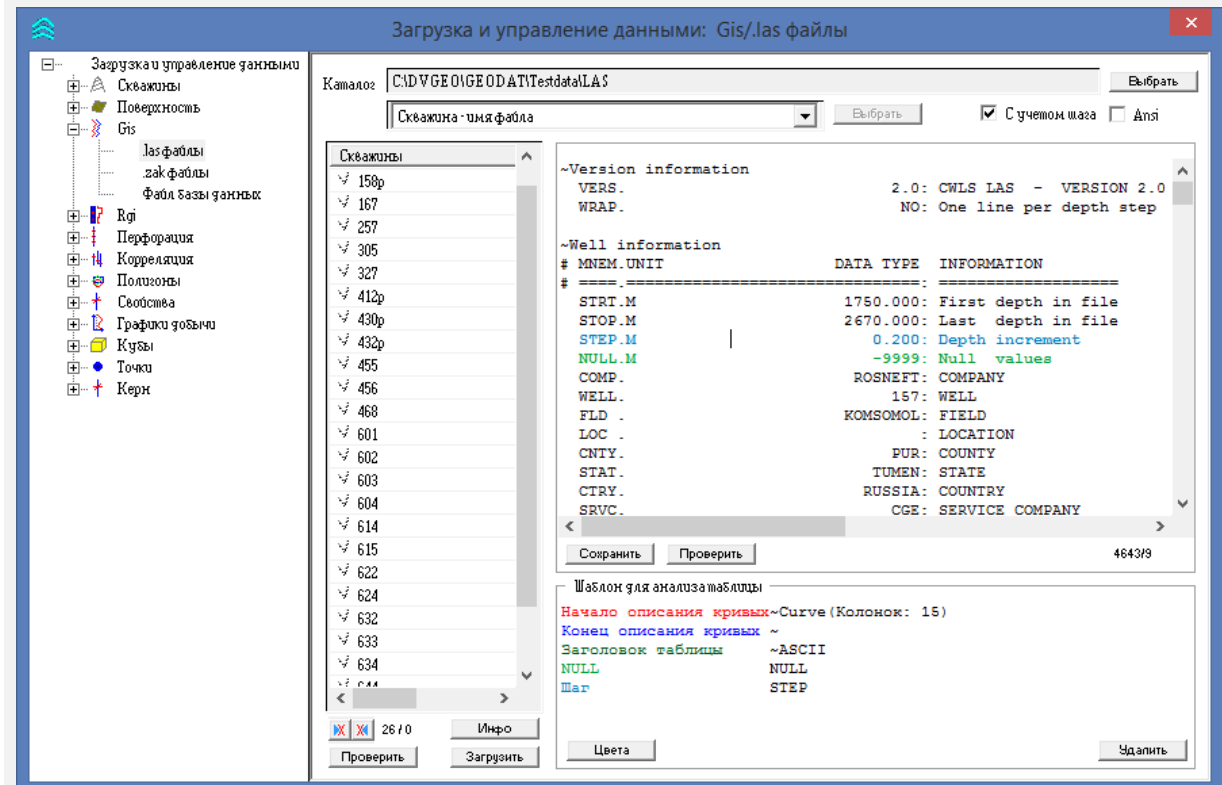 Загрузка и управление данными: Gis/.las файлы
Загрузка и управление данными
Скважины
Поверхность
Gis
.las файлы
.zak файлы
Файл базы данных
Rgi
Перфорация
Корреляция
Полигоны
Свойства
Графики добычи
Кубы
Точки
Керн
Каталог C:\DVGEO\GEODAT\Testdata\LAS Выбрать
Скважина - имя файла Выбрать С учетом шага Ansi
Скважины
158р
167
257
305
327
412р
430р
432р
455
456
468
601
602
603
604
614
615
622
624
632
633
634
644
26 / 0 Инфо
Проверить Загрузить
~Version information
VERS. 2.0: CWLS LAS - VERSION 2.0
WRAP. NO: One line per depth step
~Well information
# MNEM.UNIT DATA TYPE INFORMATION
# ====.================================: ===================
STRT.M 1750.000: First depth in file
STOP.M 2670.000: Last depth in file
STEP.M 0.200: Depth increment
NULL.M -9999: Null values
COMP. ROSNEFT: COMPANY
WELL. 157: WELL
FLD . KOMSOMOL: FIELD
LOC . : LOCATION
CNTY. PUR: COUNTY
STAT. TUMEN: STATE
CTRY. RUSSIA: COUNTRY
SRVC. CGE: SERVICE COMPANY
Сохранить Проверить 4643/9
Шаблон для анализа таблицы
Начало описания кривых~Curve(Колонок: 15)
Конец описания кривых ~
Заголовок таблицы ~ASCII
NULL NULL
Шаг STEP
Цвета Удалить